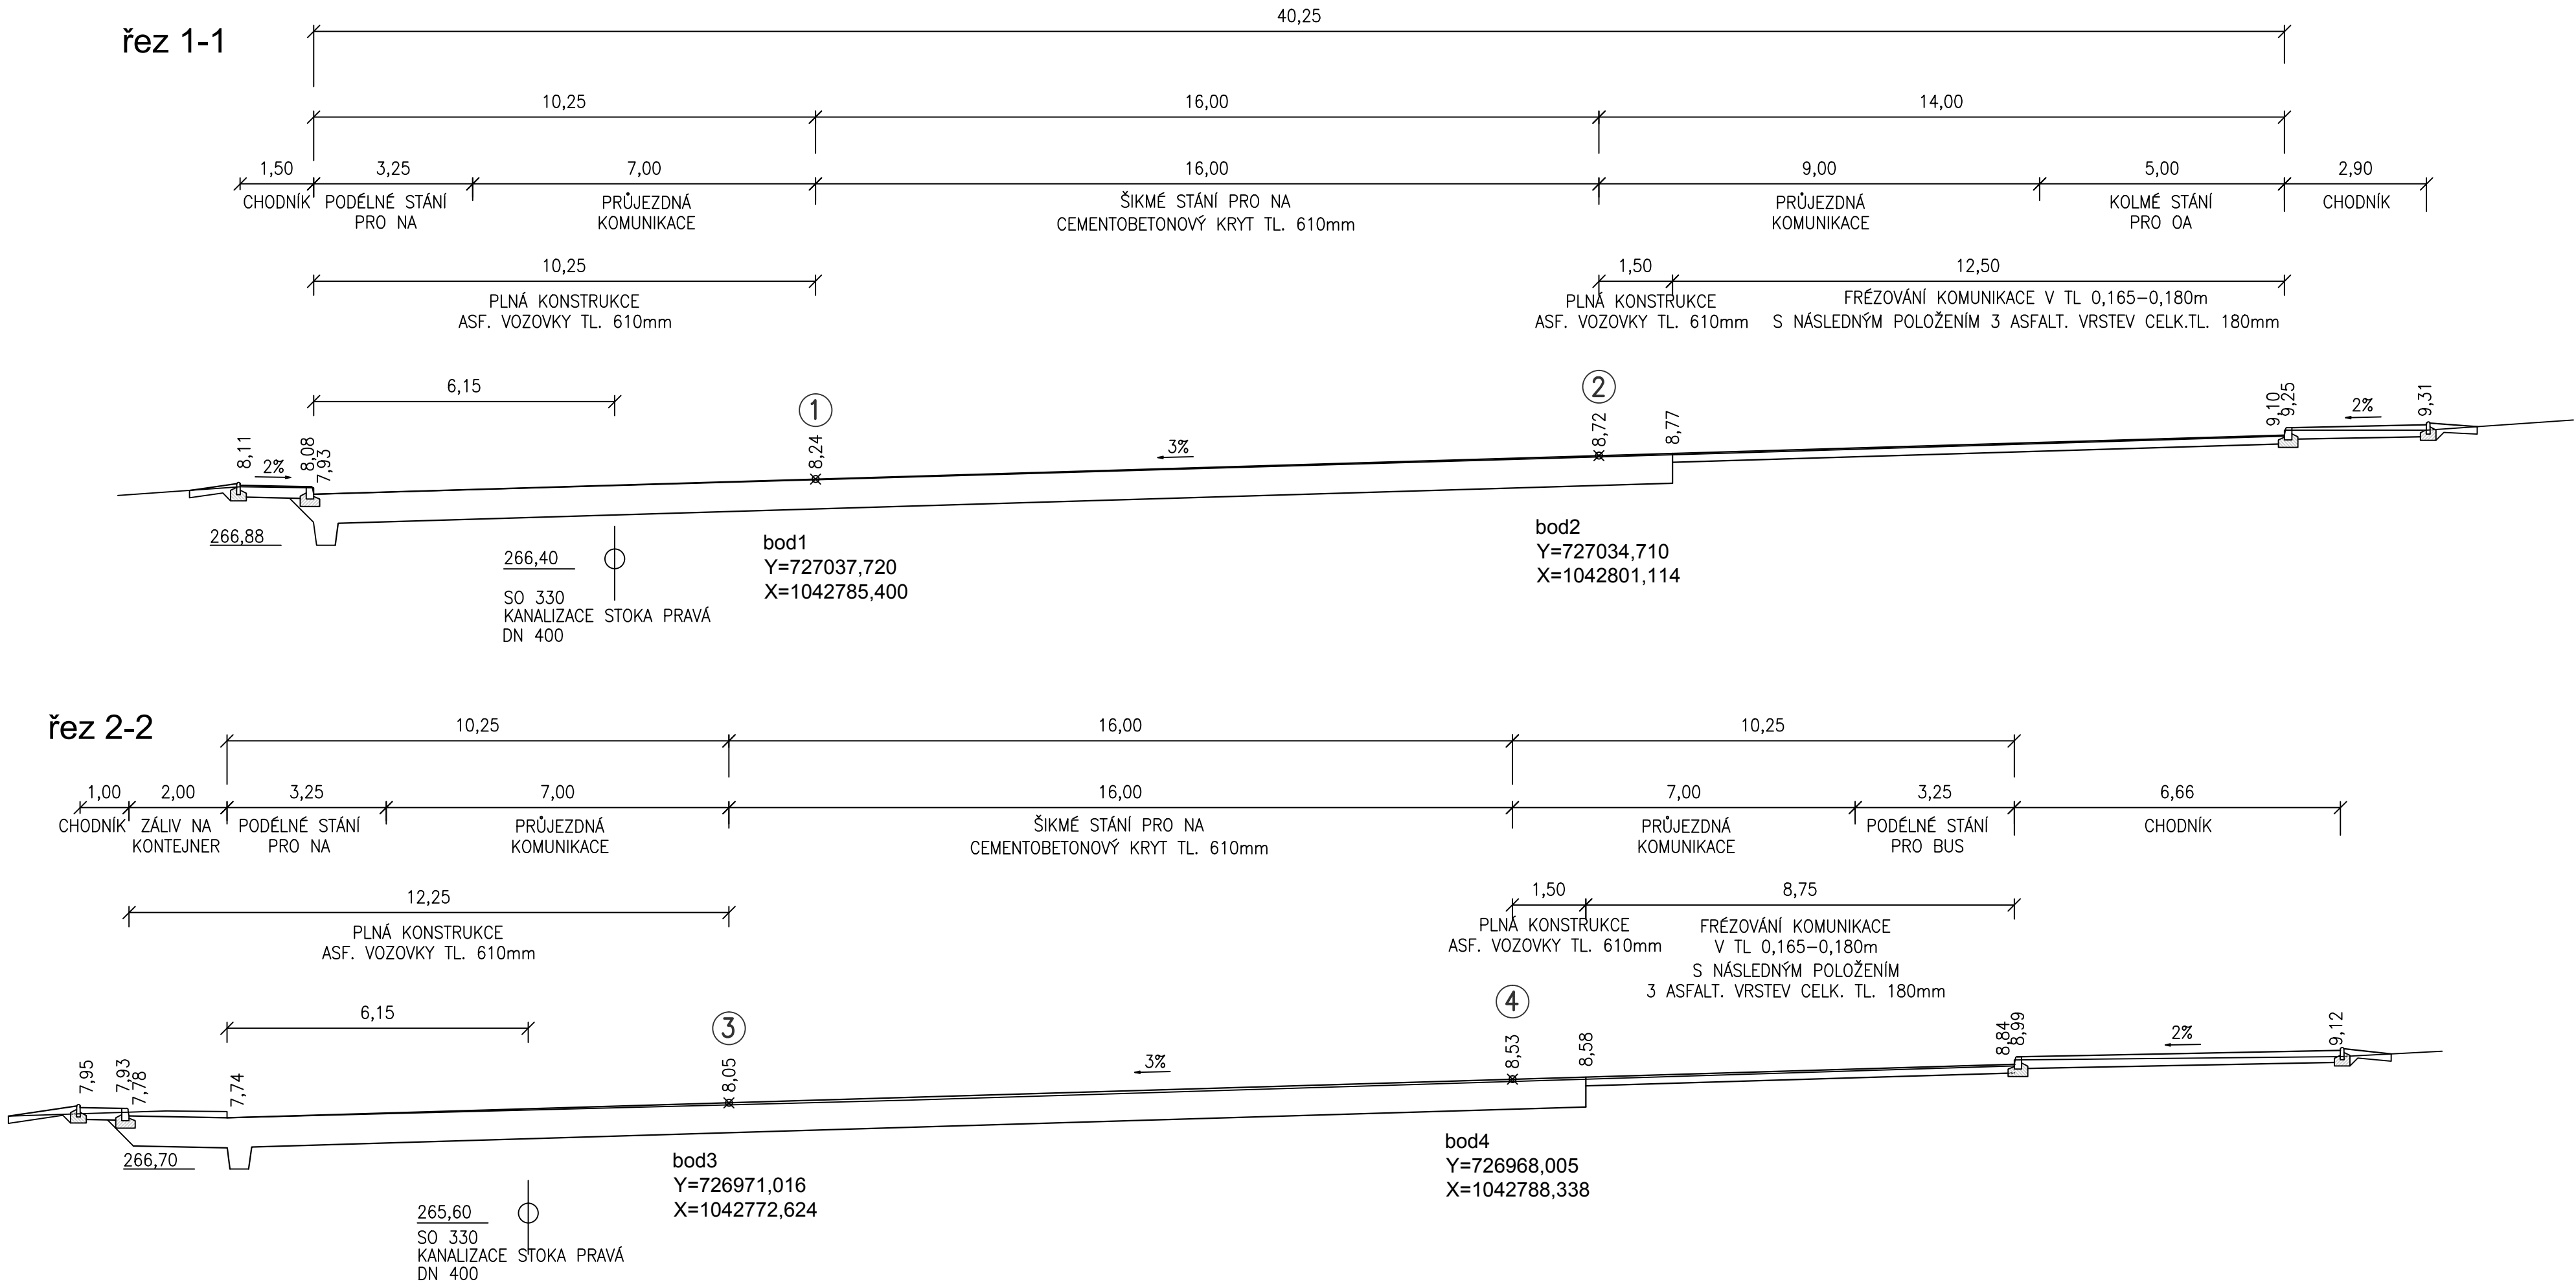 řez 1-1
40,25
10,25
16,00
14,00
1,50
3,25
7,00
16,00
9,00
5,00
2,90
CHODNÍK
PODÉLNÉ STÁNÍ
PRO NA
PRŮJEZDNÁ
KOMUNIKACE
ŠIKMÉ STÁNÍ PRO NA
CEMENTOBETONOVÝ KRYT TL. 610mm
PRŮJEZDNÁ
KOMUNIKACE
KOLMÉ STÁNÍ
PRO OA
CHODNÍK
10,25
PLNÁ KONSTRUKCE
ASF. VOZOVKY TL. 610mm
1,50
PLNÁ KONSTRUKCE
ASF. VOZOVKY TL. 610mm
12,50
FRÉZOVÁNÍ KOMUNIKACE V TL 0,165–0,180m
S NÁSLEDNÝM POLOŽENÍM 3 ASFALT. VRSTEV CELK.TL. 180mm
6,15
1
2
8,11
2%
8,08
7,93
8,24
3%
8,72
8,77
9,10
9,25
2%
9,31
266,88
266,40
SO 330
KANALIZACE STOKA PRAVÁ
DN 400
bod1
Y=727037,720
X=1042785,400
bod2
Y=727034,710
X=1042801,114
řez 2-2
10,25
16,00
10,25
1,00
2,00
3,25
7,00
16,00
7,00
3,25
6,66
CHODNÍK
ZÁLIV NA
KONTEJNER
PODÉLNÉ STÁNÍ
PRO NA
PRŮJEZDNÁ
KOMUNIKACE
ŠIKMÉ STÁNÍ PRO NA
CEMENTOBETONOVÝ KRYT TL. 610mm
PRŮJEZDNÁ
KOMUNIKACE
PODÉLNÉ STÁNÍ
PRO BUS
CHODNÍK
12,25
PLNÁ KONSTRUKCE
ASF. VOZOVKY TL. 610mm
1,50
PLNÁ KONSTRUKCE
ASF. VOZOVKY TL. 610mm
8,75
FRÉZOVÁNÍ KOMUNIKACE
V TL 0,165–0,180m
S NÁSLEDNÝM POLOŽENÍM
3 ASFALT. VRSTEV CELK. TL. 180mm
6,15
3
4
7,95
7,93
7,78
7,74
8,05
3%
8,53
8,58
8,84
8,99
2%
9,12
266,70
265,60
SO 330
KANALIZACE STOKA PRAVÁ
DN 400
bod3
Y=726971,016
X=1042772,624
bod4
Y=726968,005
X=1042788,338